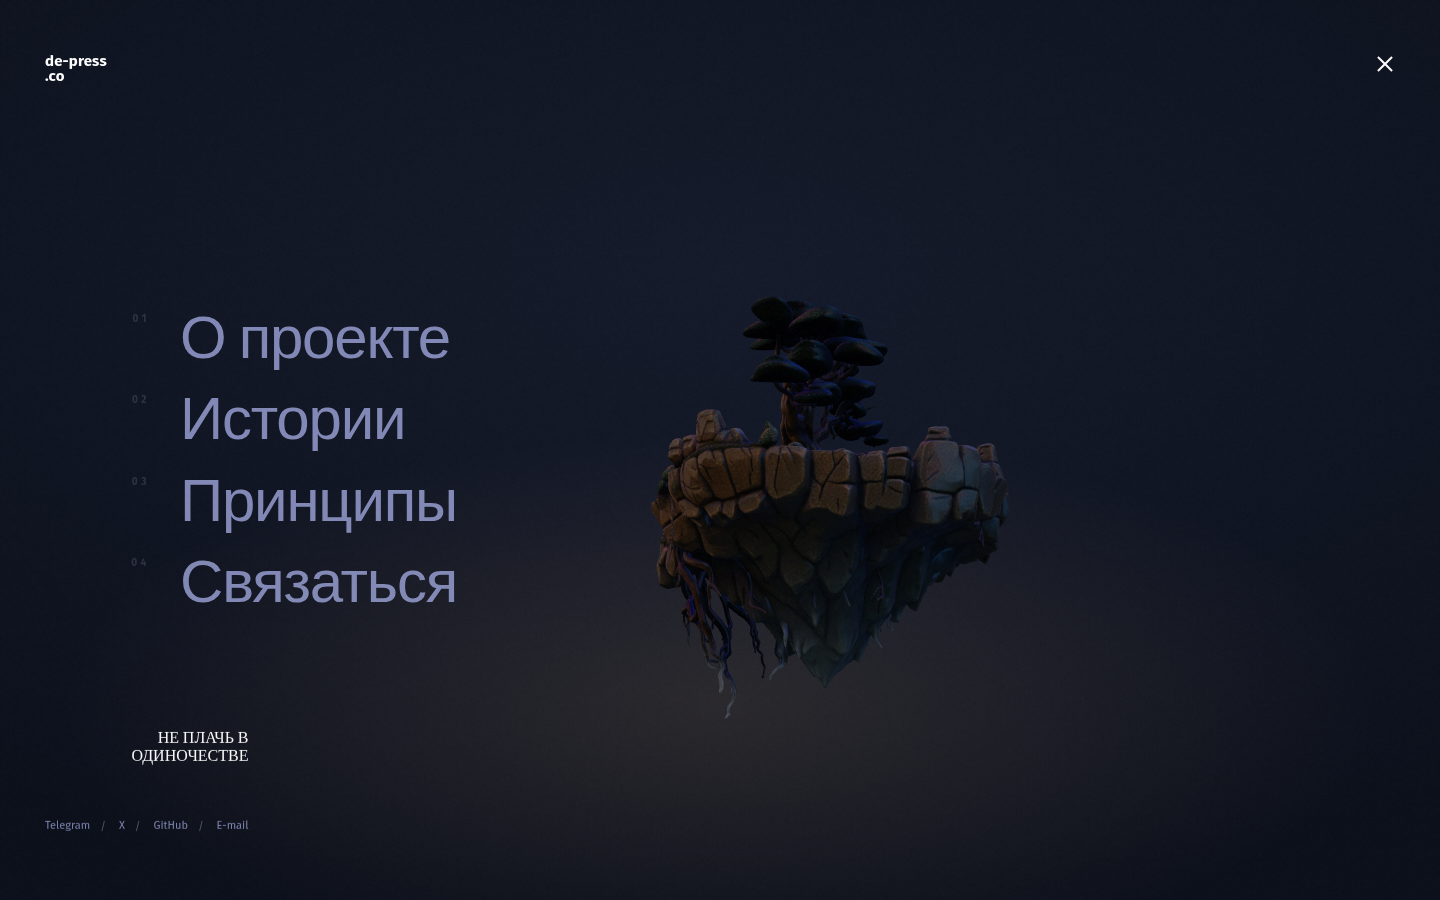 de-press
.co
01
О проекте
02
Истории
03
Принципы
04
Связаться
НЕ ПЛАЧЬ В
ОДИНОЧЕСТВЕ
Telegram / X / GitHub / E-mail